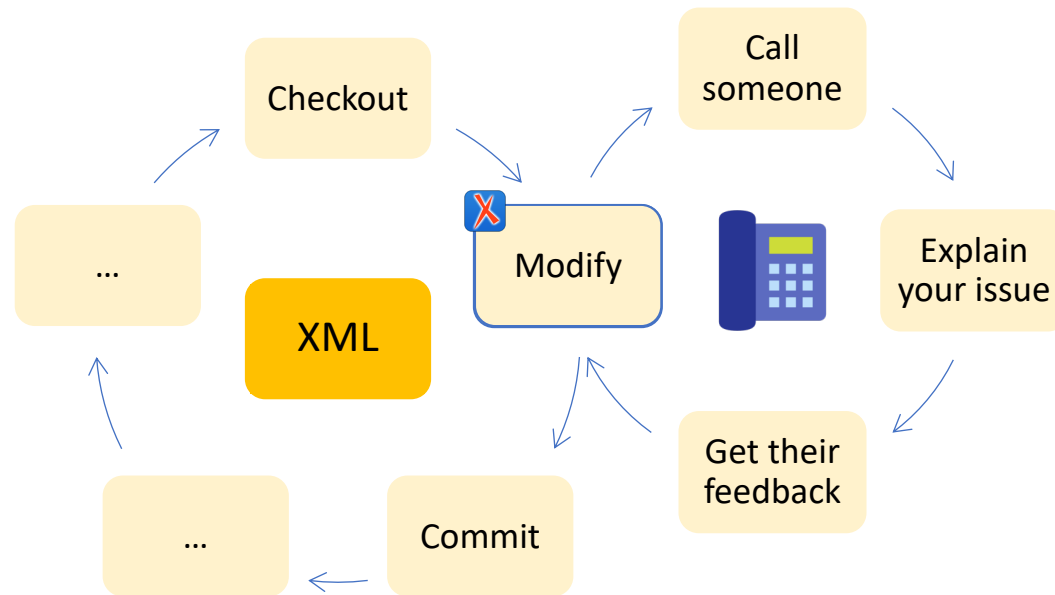 Call
someone
Checkout
Modify
Explain
your issue
...
XML
Get their
feedback
Commit
...